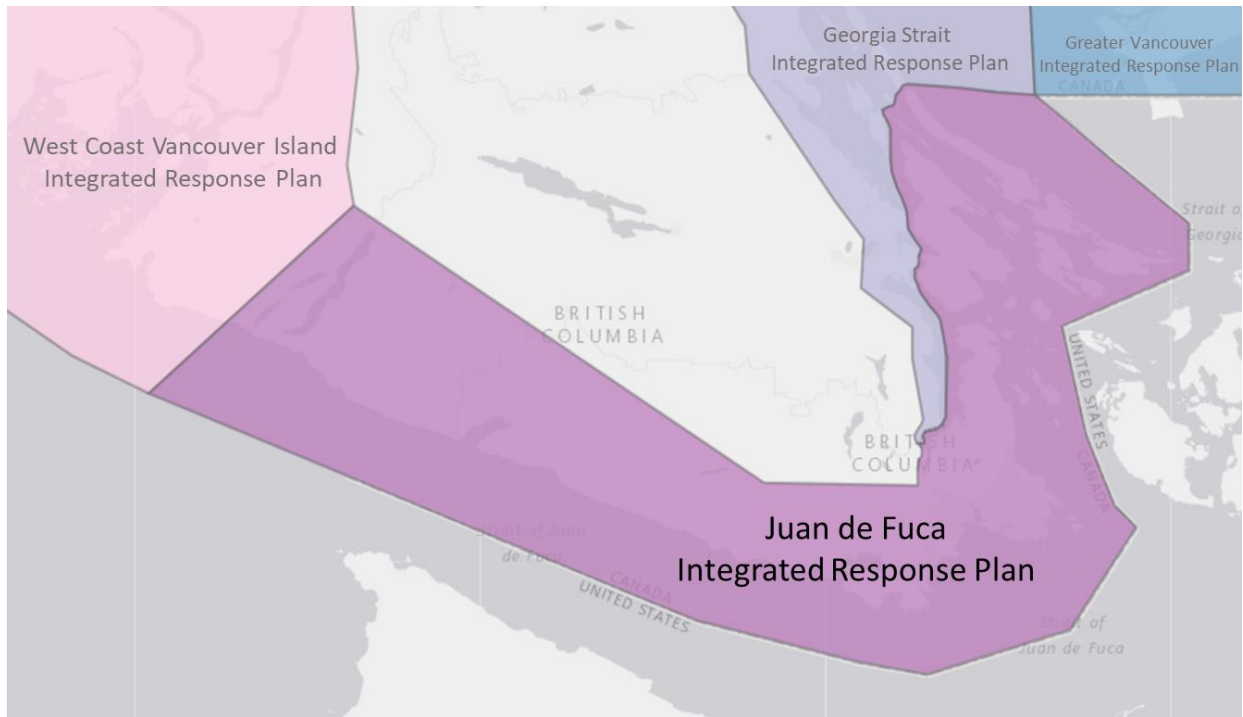 Georgia Strait
Integrated Response Plan
Greater Vancouver
Integrated Response Plan
CANADA
West Coast Vancouver Island
Integrated Response Plan
Strait of
Georgia
BRITISH
COLUMBIA
UNITED STATES
CANADA
BRITISH
COLUMBIA
Juan de Fuca
Integrated Response Plan
Strait of Juan
de Fuca
CANADA
UNITED STATES
Strait of
Juan de Fuca